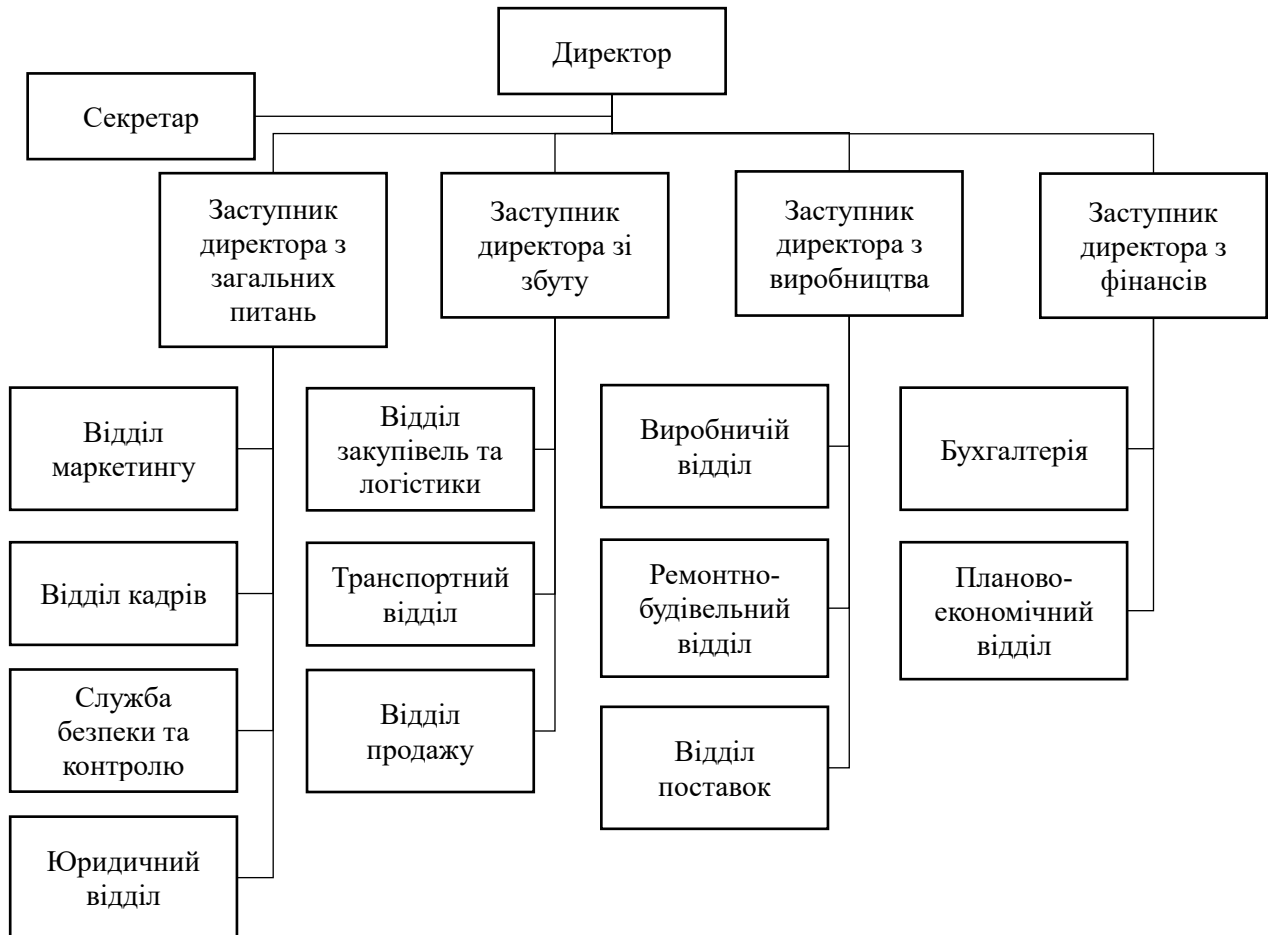 Директор
Секретар
Заступник
директора з
загальних
питань
Заступник
директора зі
збуту
Заступник
директора з
виробництва
Заступник
директора з
фінансів
Відділ
маркетингу
Відділ
закупівель та
логістики
Виробничій
відділ
Бухгалтерія
Відділ кадрів
Транспортний
відділ
Ремонтно-
будівельний
відділ
Планово-
економічний
відділ
Служба
безпеки та
контролю
Відділ
продажу
Відділ
поставок
Юридичний
відділ